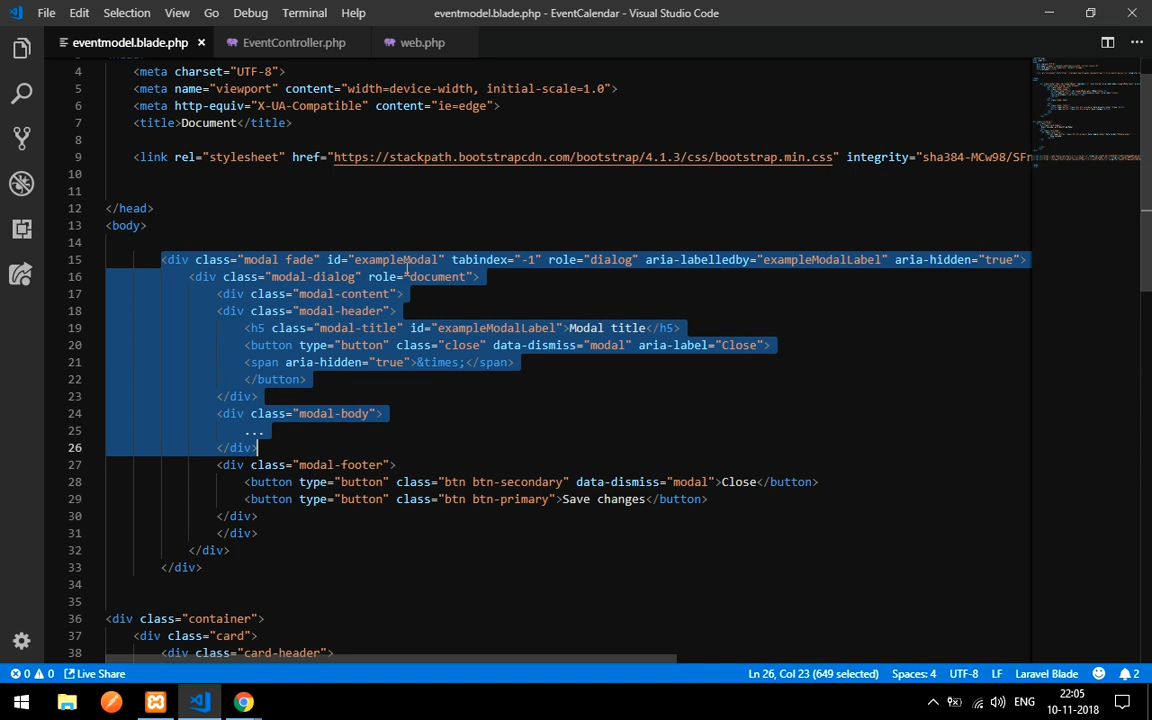 File Edit Selection View Go Debug Terminal Help eventmodel.blade.php - EventCalendar - Visual Studio Code
eventmodel.blade.php × EventController.php web.php
4 <meta charset="UTF-8">
5 <meta name="viewport" content="width=device-width, initial-scale=1.0">
6 <meta http-equiv="X-UA-Compatible" content="ie=edge">
7 <title>Document</title>
8
9 <link rel="stylesheet" href="https://stackpath.bootstrapcdn.com/bootstrap/4.1.3/css/bootstrap.min.css" integrity="sha384-MCw98/SFn
10
11
12 </head>
13 <body>
14
15 <div class="modal fade" id="exampleModal" tabindex="-1" role="dialog" aria-labelledby="exampleModalLabel" aria-hidden="true">
16 <div class="modal-dialog" role="document">
17 <div class="modal-content">
18 <div class="modal-header">
19 <h5 class="modal-title" id="exampleModalLabel">Modal title</h5>
20 <button type="button" class="close" data-dismiss="modal" aria-label="Close">
21 <span aria-hidden="true">&times;</span>
22 </button>
23 </div>
24 <div class="modal-body">
25 ...
26 </div>
27 <div class="modal-footer">
28 <button type="button" class="btn btn-secondary" data-dismiss="modal">Close</button>
29 <button type="button" class="btn btn-primary">Save changes</button>
30 </div>
31 </div>
32 </div>
33 </div>
34
35
36 <div class="container">
37 <div class="card">
38 <div class="card-header">
0 0 Live Share Ln 26, Col 23 (649 selected) Spaces: 4 UTF-8 LF Laravel Blade 2
ENG 22:05
10-11-2018